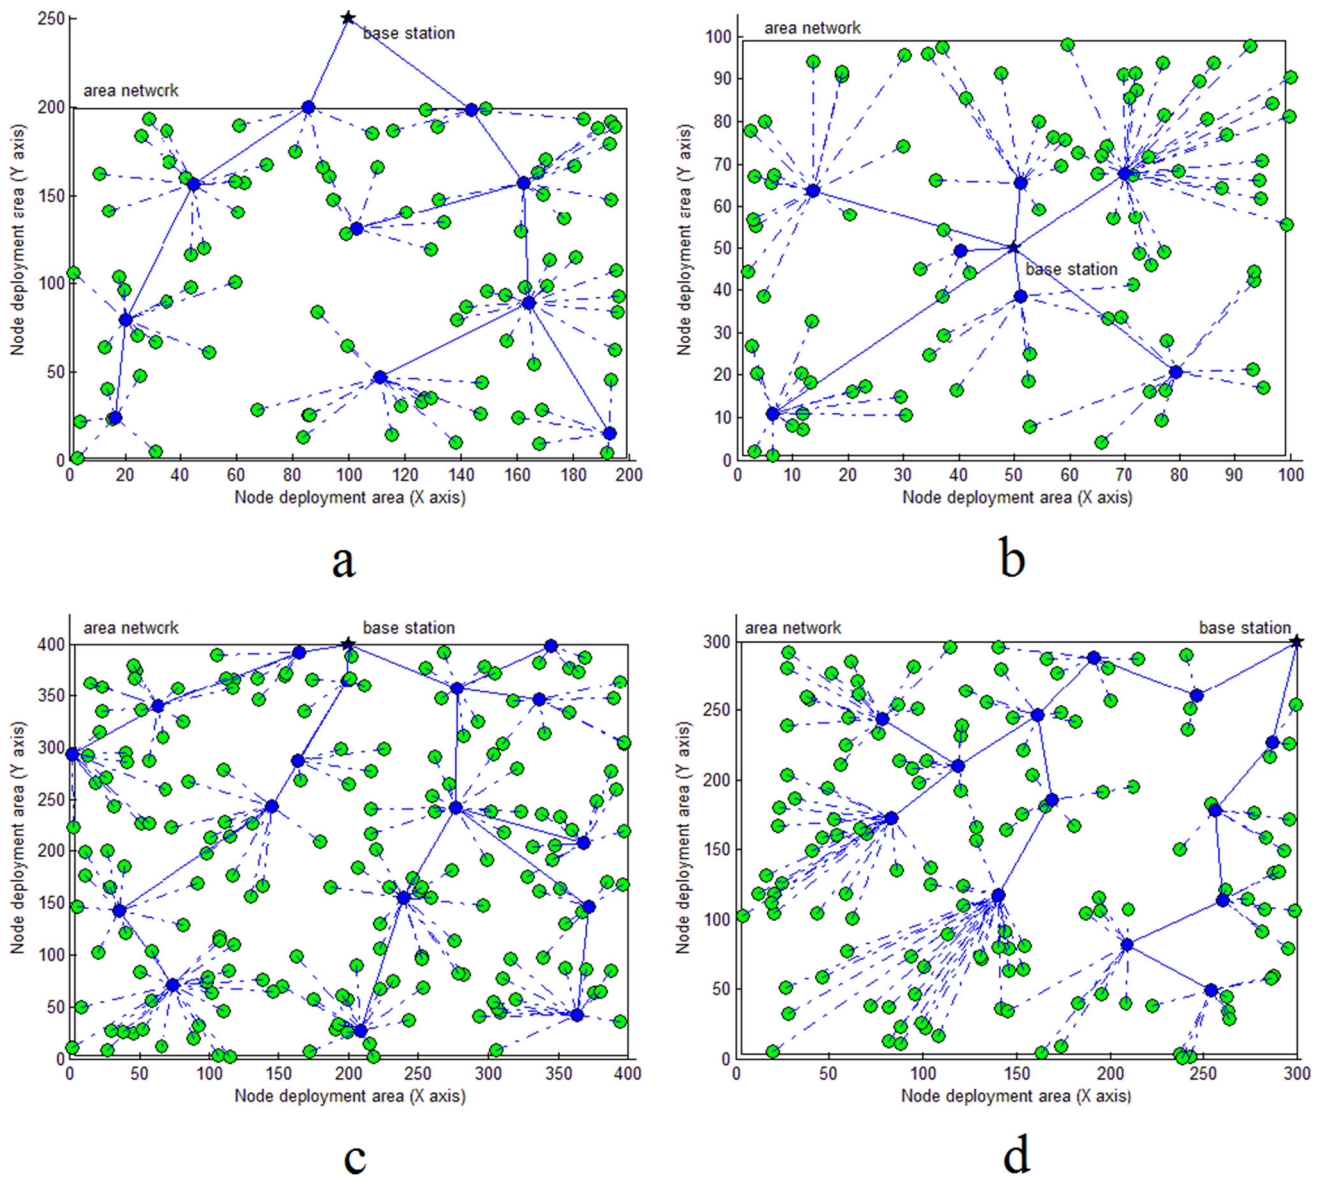 250
base station
area netwcrk
200
150
100
50
0
Node deployment area (Y axis)
0 20 40 60 80 100 120 140 160 180 200
Node deployment area (X axis)
a
area network
100
90
80
70
60
50
base station
40
30
20
10
0
Node deployment area (Y axis)
0 10 20 30 40 50 60 70 80 90 100
Node deployment area (X axis)
b
area netwcrk
base station
400
350
300
250
200
150
100
50
0
Node deployment area (Y axis)
0 50 100 150 200 250 300 350 400
Node deployment area (X axis)
c
area network
base station
300
250
200
150
100
50
0
Node deployment area (Y axis)
0 50 100 150 200 250 300
Node deployment area (X axis)
d